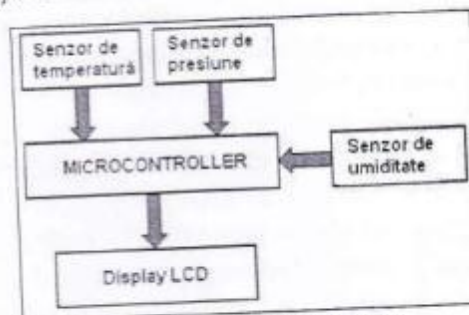 Senzor de
temperatură
Senzor de
presiune
MICROCONTROLLER
Senzor de
umiditate
Display LCD